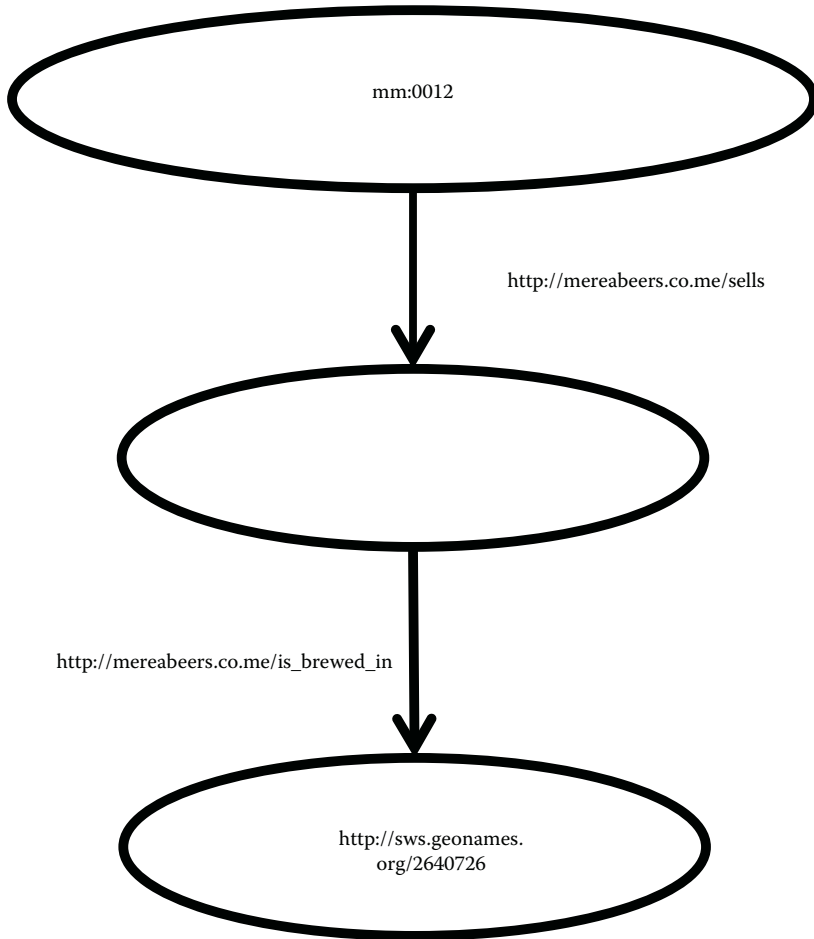 mm:0012
http://mereabeers.co.me/sells
http://mereabeers.co.me/is_brewed_in
http://sws.geonames.
org/2640726